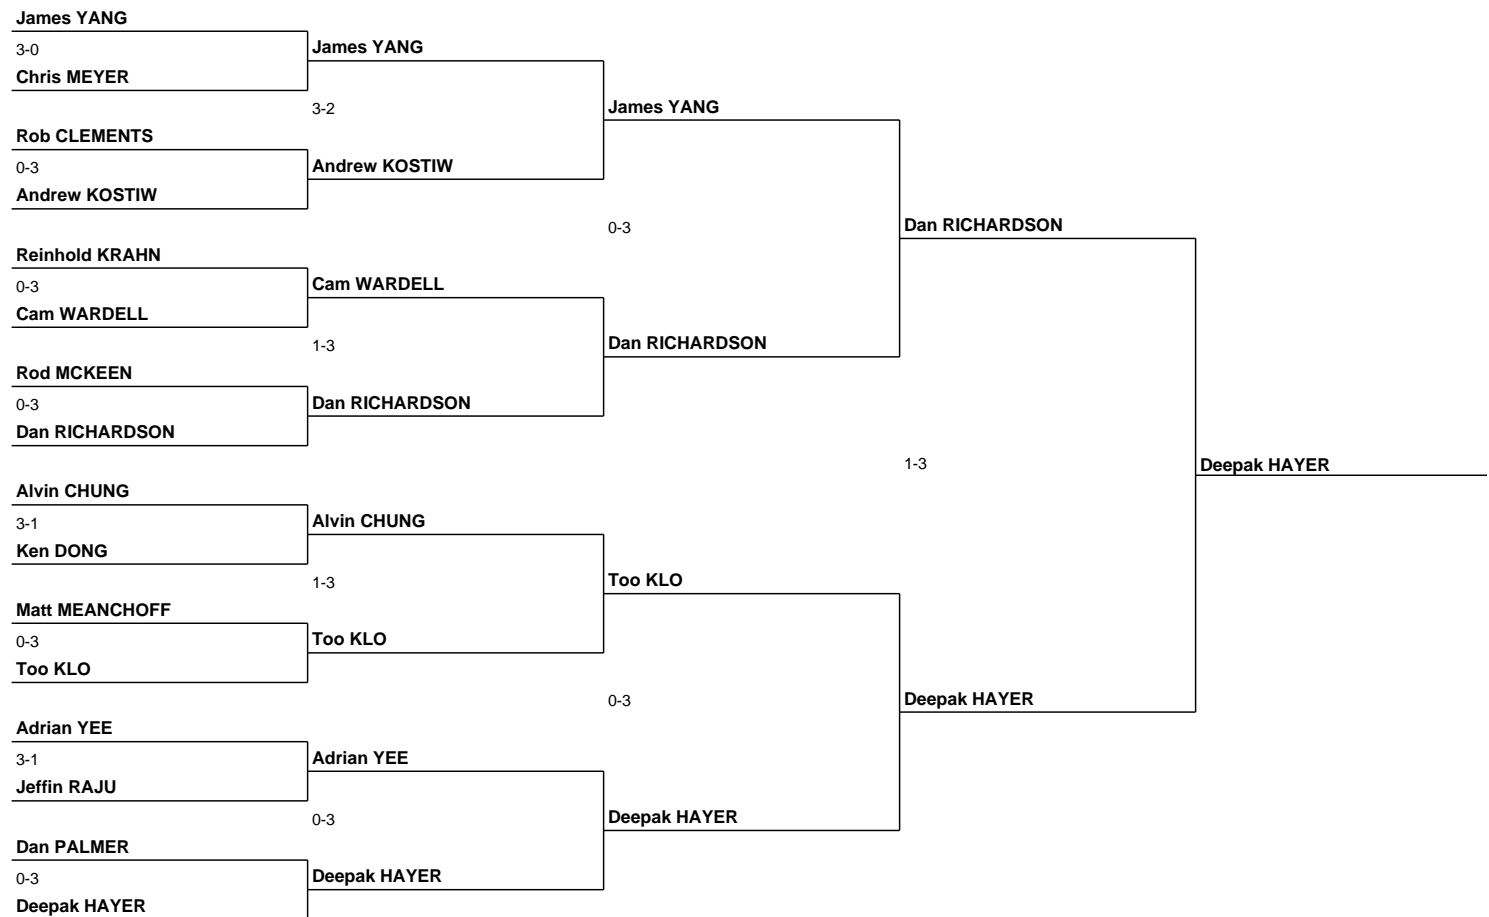 James YANG
3-0
Chris MEYER
Rob CLEMENTS
0-3
Andrew KOSTIW
Reinhold KRAHN
0-3
Cam WARDELL
Rod MCKEEN
0-3
Dan RICHARDSON
Alvin CHUNG
3-1
Ken DONG
Matt MEANCHOFF
0-3
Too KLO
Adrian YEE
3-1
Jeffin RAJU
Dan PALMER
0-3
Deepak HAYER
James YANG
3-2
Andrew KOSTIW
Cam WARDELL
1-3
Dan RICHARDSON
Alvin CHUNG
1-3
Too KLO
Adrian YEE
0-3
Deepak HAYER
James YANG
0-3
Dan RICHARDSON
Too KLO
0-3
Deepak HAYER
Dan RICHARDSON
1-3
Deepak HAYER
Deepak HAYER